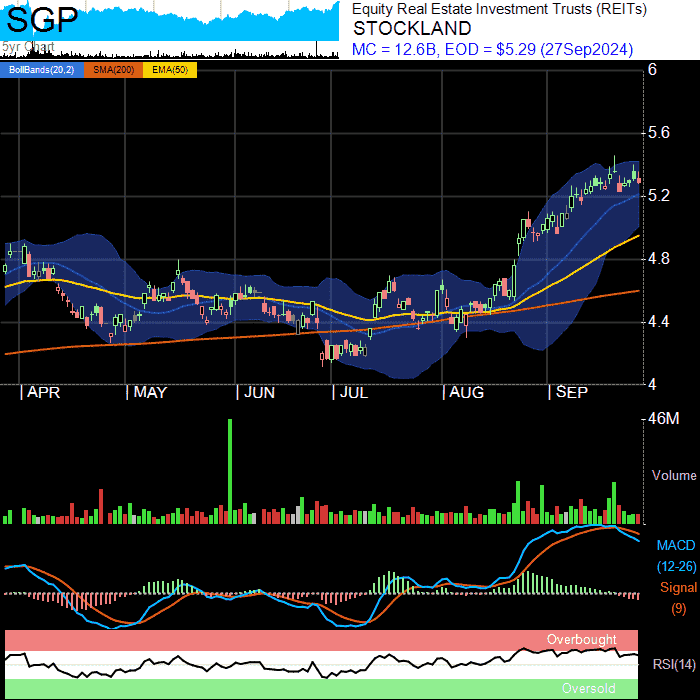 SGP
5yr Chart
Equity Real Estate Investment Trusts (REITs)
STOCKLAND
MC = 12.6B, EOD = $5.29 (27Sep2024)
BollBands(20,2) SMA(200) EMA(50)
6
5.6
5.2
4.8
4.4
4
APR MAY JUN JUL AUG SEP
46M
Volume
MACD
(12-26)
Signal
(9)
Overbought
RSI(14)
Oversold